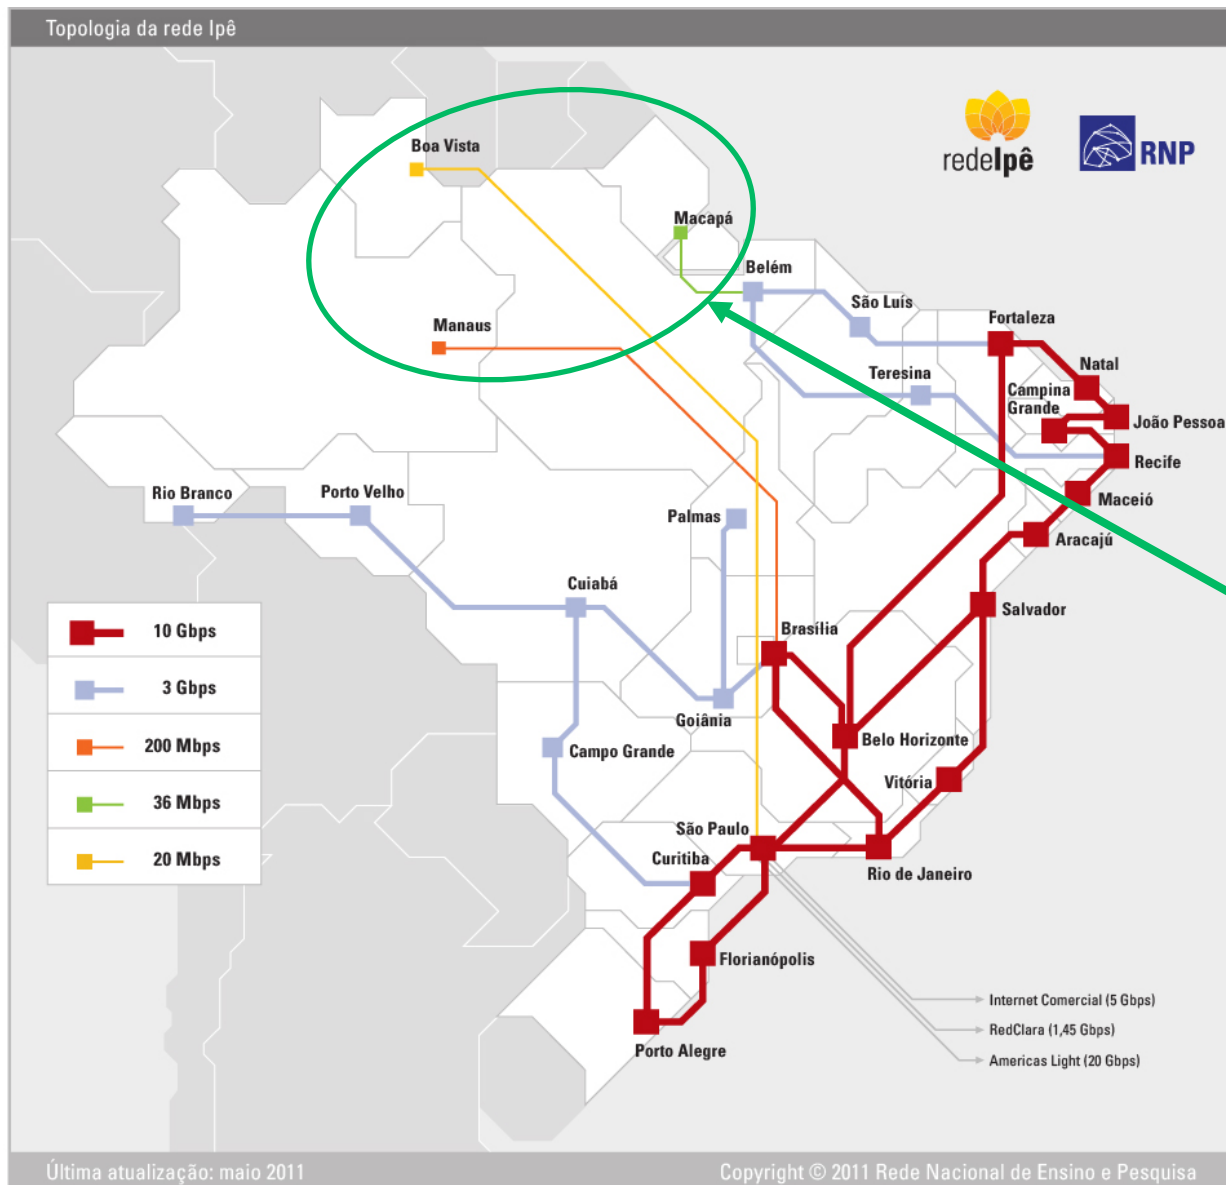 Topologia da rede Ipê
redeIpê
RNP
Boa Vista
Macapá
Belém
São Luís
Fortaleza
Manaus
Teresina
Natal
Campina
Grande
João Pessoa
Recife
Rio Branco
Porto Velho
Palmas
Maceió
Aracajú
Cuiabá
Salvador
10 Gbps
Brasília
3 Gbps
Goiânia
200 Mbps
Campo Grande
Belo Horizonte
Vitória
36 Mbps
São Paulo
20 Mbps
Curitiba
Rio de Janeiro
Florianópolis
Internet Comercial (5 Gbps)
RedClara (1,45 Gbps)
Porto Alegre
Americas Light (20 Gbps)
Última atualização: maio 2011
Copyright © 2011 Rede Nacional de Ensino e Pesquisa